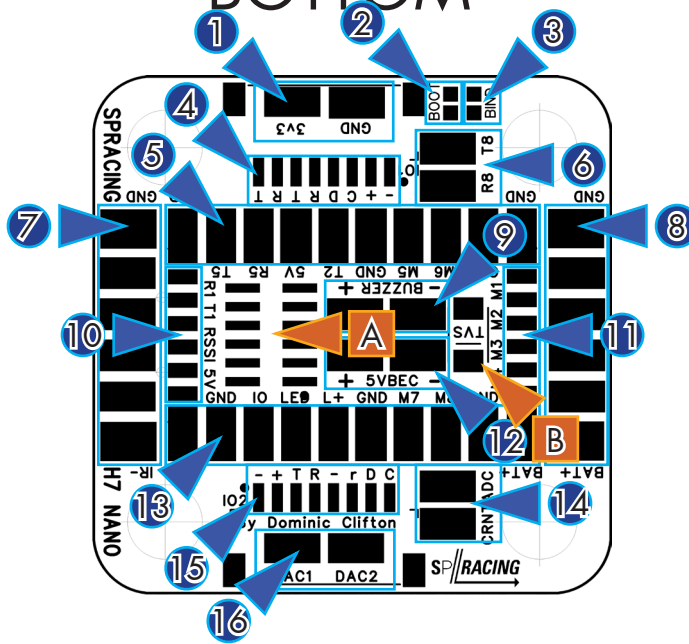 BOTTOM
1
2
3
BOOT
BIND
3v3
GND
4
T R T R D C + -
IO1
T8
R8
SPRACING
5
6
GND
GND
GND
GND
7
8
9
T5 R5 5V T2 GND M5 M6
+ BUZZER -
R1 T1 RSSI 5V
M1 M2 M3
TVS
10
A
11
+ 5VBEC -
GND IO LED L+ GND M7
12
B
IR-
BAT+
BAT+
H7 NANO
13
IO2
- + T R - r D C
ADC
CRNT
14
By Dominic Clifton
15
DAC1 DAC2
16
SP//RACING